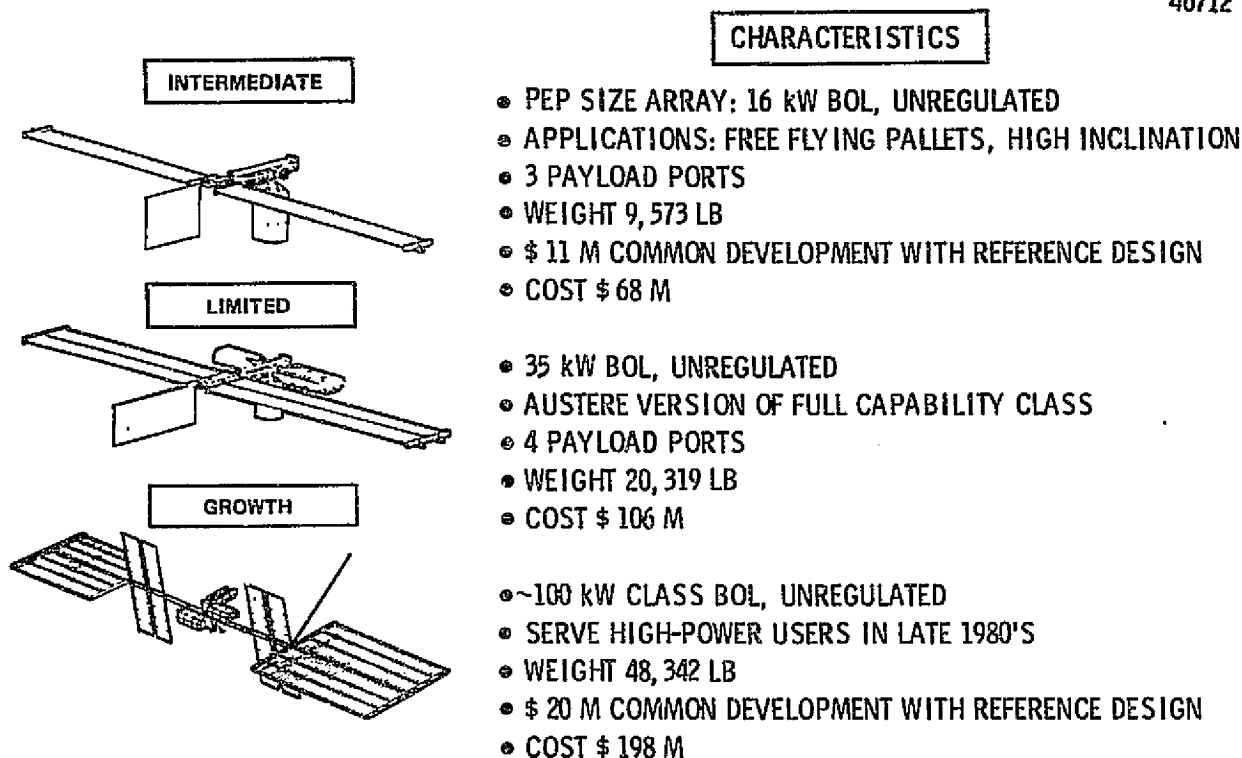 40712
CHARACTERISTICS
INTERMEDIATE
• PEP SIZE ARRAY: 16 kW BOL, UNREGULATED
• APPLICATIONS: FREE FLYING PALLETS, HIGH INCLINATION
• 3 PAYLOAD PORTS
• WEIGHT 9,573 LB
• $ 11 M COMMON DEVELOPMENT WITH REFERENCE DESIGN
• COST $ 68 M
LIMITED
• 35 kW BOL, UNREGULATED
• AUSTERE VERSION OF FULL CAPABILITY CLASS
• 4 PAYLOAD PORTS
• WEIGHT 20,319 LB
• COST $ 106 M
GROWTH
• ~100 kW CLASS BOL, UNREGULATED
• SERVE HIGH-POWER USERS IN LATE 1980'S
• WEIGHT 48,342 LB
• $ 20 M COMMON DEVELOPMENT WITH REFERENCE DESIGN
• COST $ 198 M